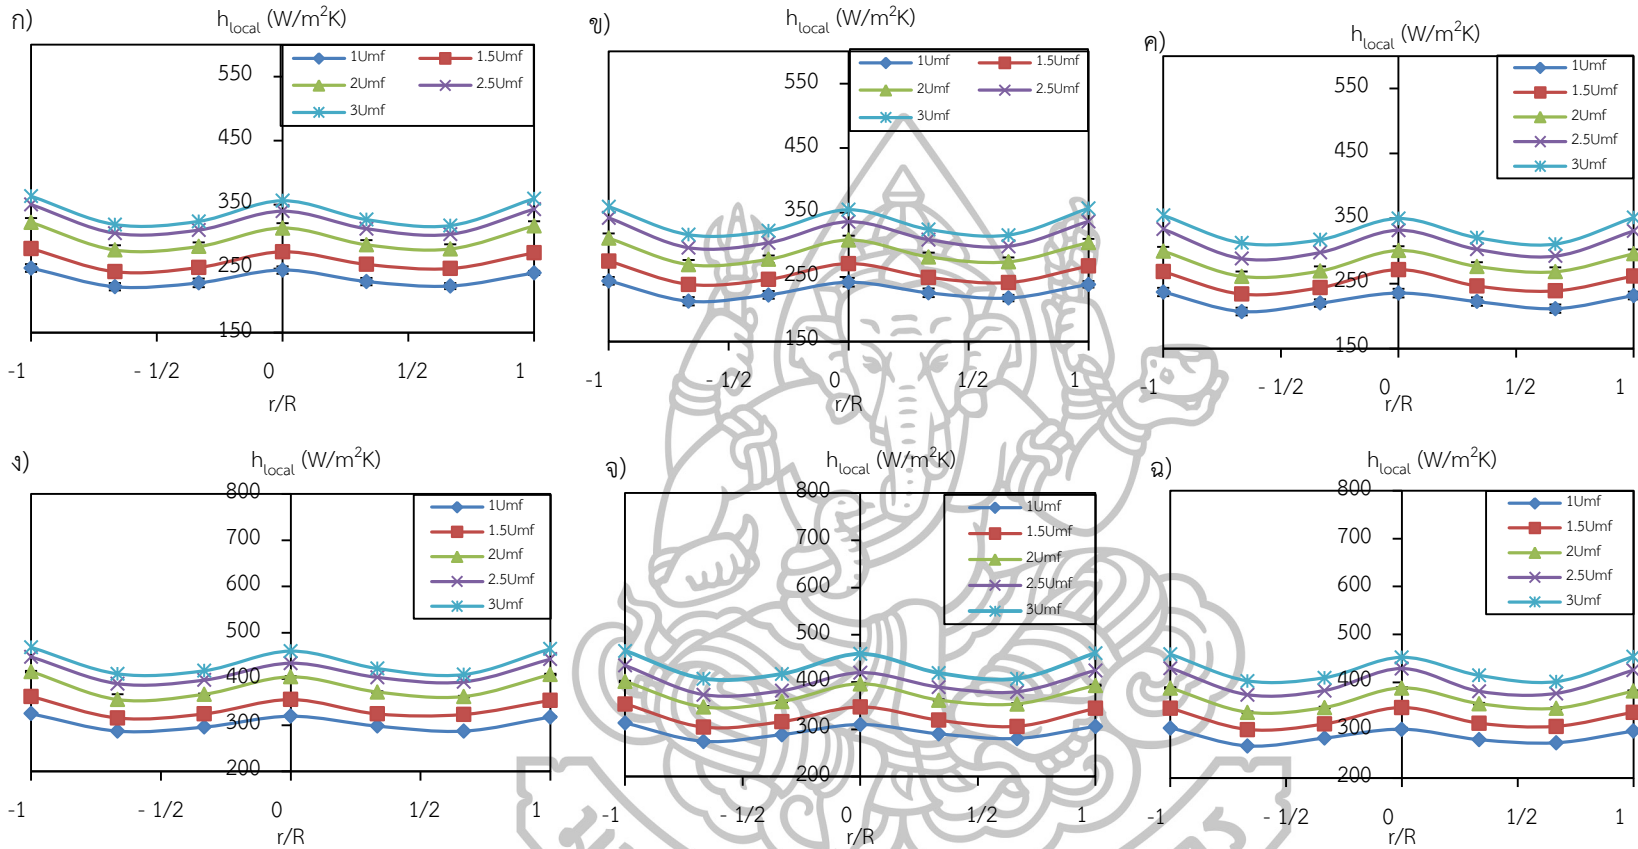 ก)
h_local (W/m²K)
1Umf
1.5Umf
2Umf
2.5Umf
3Umf
550
450
350
250
150
-1
- 1/2
0
1/2
1
r/R
ข)
h_local (W/m²K)
1Umf
1.5Umf
2Umf
2.5Umf
3Umf
550
450
350
250
150
-1
- 1/2
0
1/2
1
r/R
ค)
h_local (W/m²K)
1Umf
1.5Umf
2Umf
2.5Umf
3Umf
550
450
350
250
150
-1
- 1/2
0
1/2
1
r/R
ง)
h_local (W/m²K)
1Umf
1.5Umf
2Umf
2.5Umf
3Umf
800
700
600
500
400
300
200
-1
- 1/2
0
1/2
1
r/R
จ)
h_local (W/m²K)
1Umf
1.5Umf
2Umf
2.5Umf
3Umf
800
700
600
500
400
300
200
-1
- 1/2
0
1/2
1
r/R
ฉ)
h_local (W/m²K)
1Umf
1.5Umf
2Umf
2.5Umf
3Umf
800
700
600
500
400
300
200
-1
- 1/2
0
1/2
1
r/R